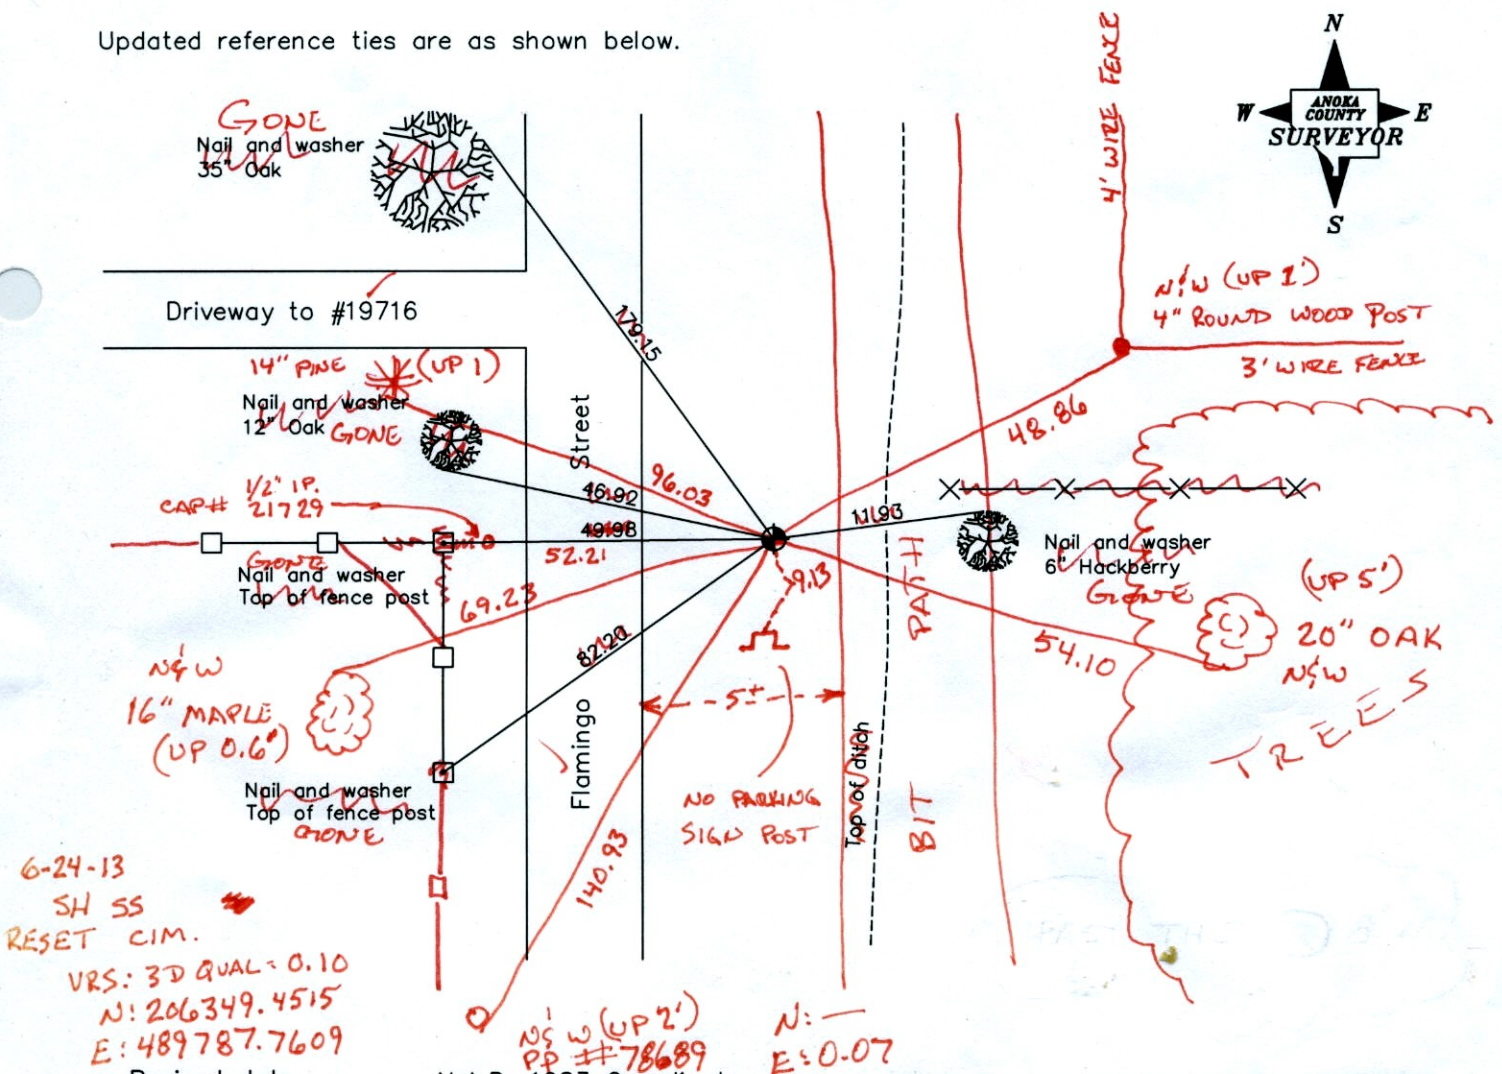 Updated reference ties are as shown below.
N
W
ANOKA
COUNTY
SURVEYOR
E
S
4' WIRE FENCE
GONE
Nail and washer
35" Oak
179.15
Driveway to #19716
N&W (UP 1')
4" ROUND WOOD POST
3' WIRE FENCE
14" PINE (UP 1)
Nail and washer
12" Oak GONE
Street
48.86
96.03
46.92
1/2" I.P.
CAP# 21729
49.98
52.21
11.93
Nail and washer
6" Hackberry
GONE
GONE
Nail and washer
Top of fence post
69.23
9.13
PATH
(UP 5')
20" OAK
N&W
54.10
82.20
N&W
16" MAPLE
(UP 0.6')
5±
TREES
Flamingo
Top of ditch
BIT
Nail and washer
Top of fence post
GONE
NO PARKING
SIGN POST
140.93
6-24-13
SH SS
RESET CIM.
VRS: 3D QUAL = 0.10
N: 206349.4515
E: 489787.7609
N& W (UP 2')
PP ## 78689
N: —
E: 0.07